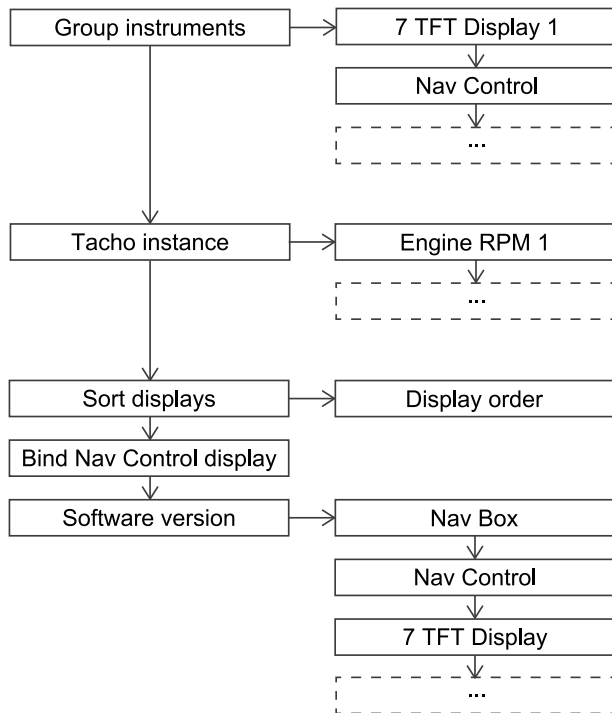 Group instruments
7 TFT Display 1
Nav Control
...
Tacho instance
Engine RPM 1
...
Sort displays
Display order
Bind Nav Control display
Software version
Nav Box
Nav Control
7 TFT Display
...